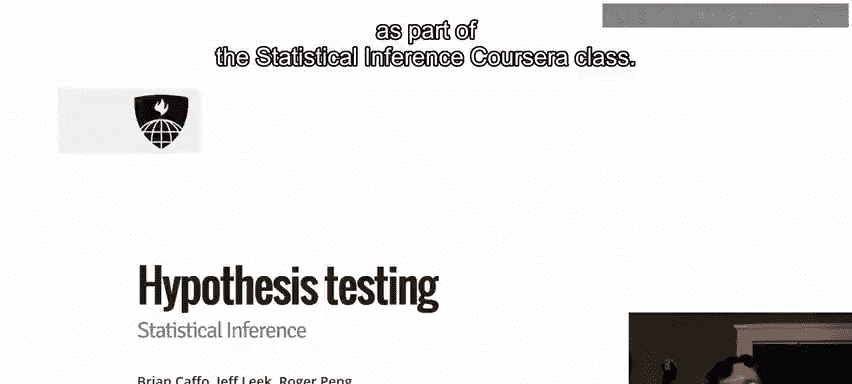 as part of
the Statistical Inference Coursera class.
Hypothesis testing
Statistical Inference
Brian Caffo, Jeff Leek, Roger Peng